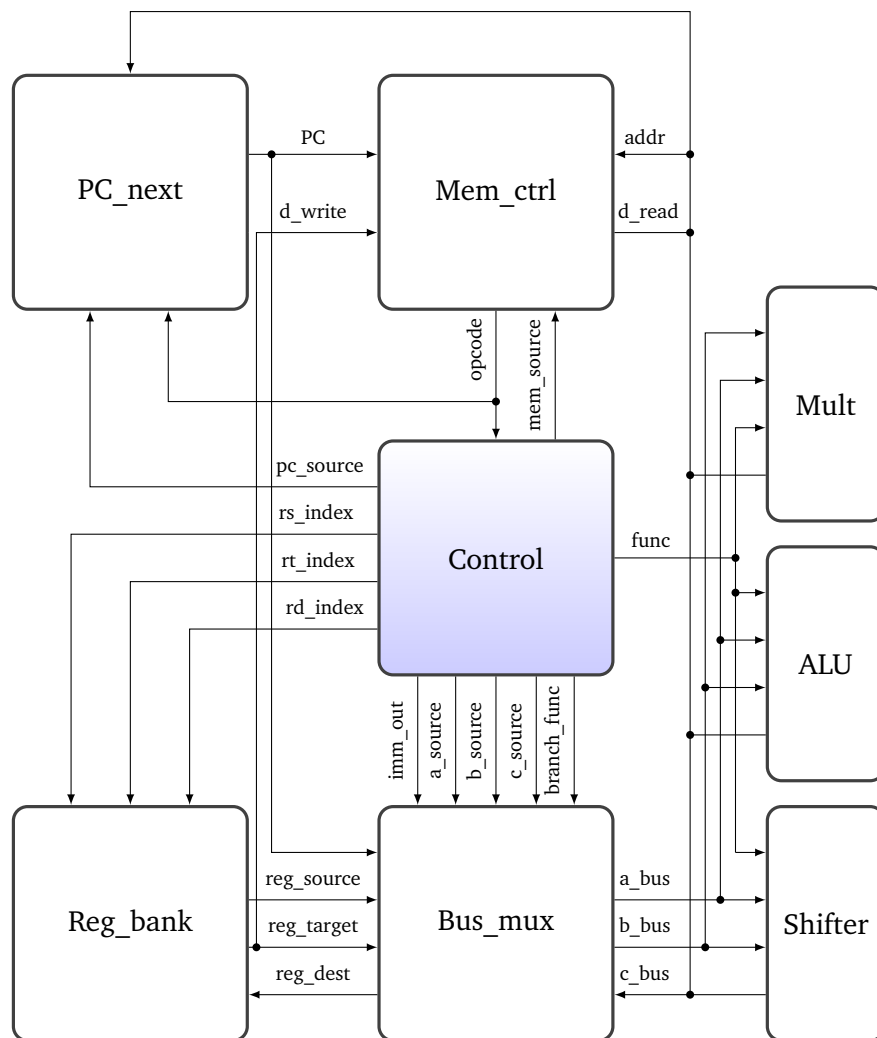 PC
addr
PC_next
Mem_ctrl
d_write
d_read
opcode
mem_source
Mult
pc_source
rs_index
Control
func
rt_index
rd_index
ALU
imm_out
a_source
b_source
c_source
branch_func
reg_source
a_bus
Reg_bank
reg_target
Bus_mux
b_bus
Shifter
reg_dest
c_bus